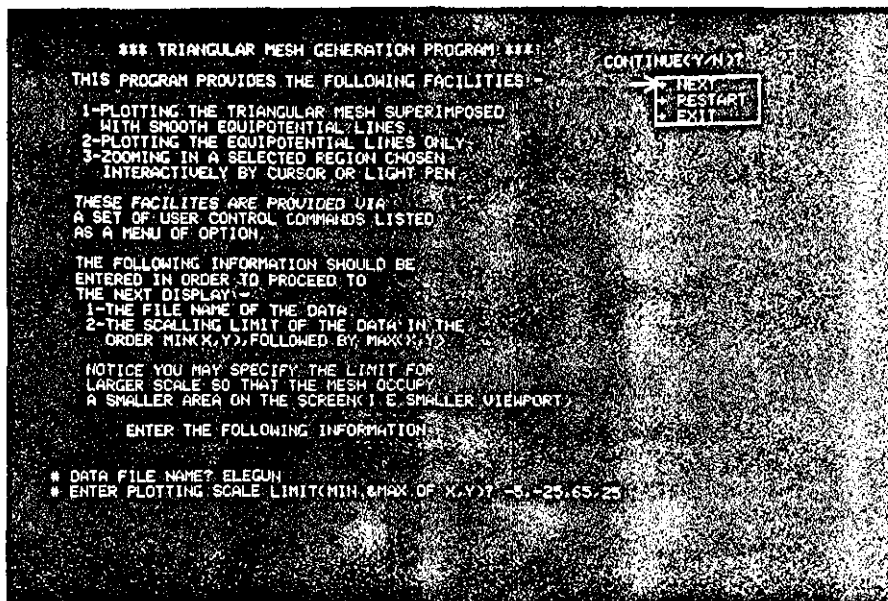 *** TRIANGULAR MESH GENERATION PROGRAM ***
CONTINUE(Y/N)?
+ NEXT
+ RESTART
+ EXIT
THIS PROGRAM PROVIDES THE FOLLOWING FACILITIES:-
1-PLOTTING THE TRIANGULAR MESH SUPERIMPOSED
WITH SMOOTH EQUIPOTENTIAL LINES.
2-PLOTTING THE EQUIPOTENTIAL LINES ONLY.
3-ZOOMING IN A SELECTED REGION CHOSEN
INTERACTIVELY BY CURSOR OR LIGHT PEN.
THESE FACILITES ARE PROVIDED VIA
A SET OF USER CONTROL COMMANDS LISTED
AS A MENU OF OPTION.
THE FOLLOWING INFORMATION SHOULD BE
ENTERED IN ORDER TO PROCEED TO
THE NEXT DISPLAY:-
1-THE FILE NAME OF THE DATA.
2-THE SCALLING LIMIT OF THE DATA IN THE
ORDER MIN(X,Y),FOLLOWED BY MAX(X,Y)
NOTICE YOU MAY SPECIFY THE LIMIT FOR
LARGER SCALE SO THAT THE MESH OCCUPY
A SMALLER AREA ON THE SCREEN(I.E.SMALLER VIEWPORT)
ENTER THE FOLLOWING INFORMATION:
* DATA FILE NAME? ELEGUN
* ENTER PLOTTING SCALE LIMIT(MIN.&MAX.OF X,Y)? -5,-25,65,25